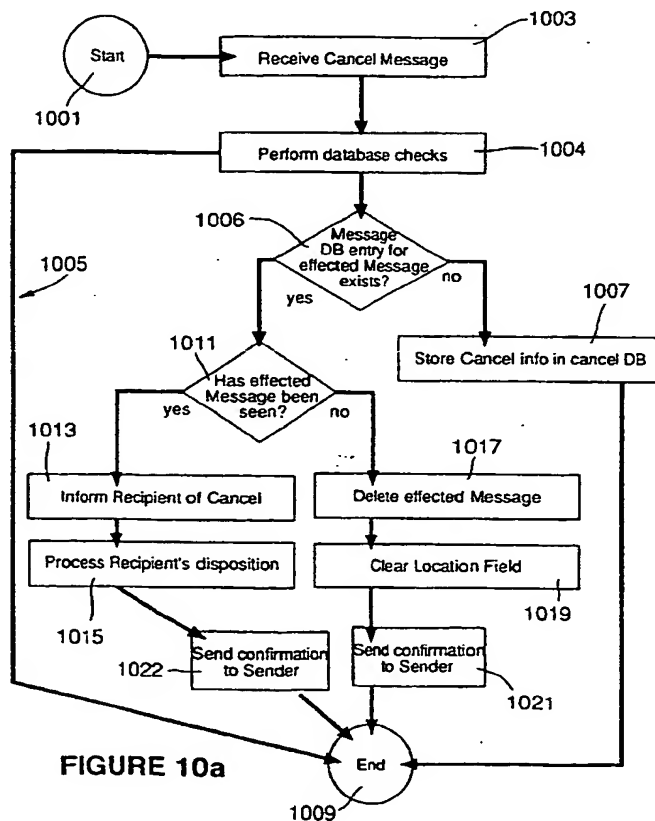 1003
Start
Receive Cancel Message
1001
1004
Perform database checks
1006
Message
DB entry for
effected Message
exists?
1005
yes
no
1007
1011
Store Cancel info in cancel DB
Has effected
Message been
seen?
yes
no
1013
1017
Inform Recipient of Cancel
Delete effected Message
Process Recipient's disposition
Clear Location Field
1015
1019
Send confirmation
to Sender
1022
Send confirmation
to Sender
1021
FIGURE 10a
End
1009